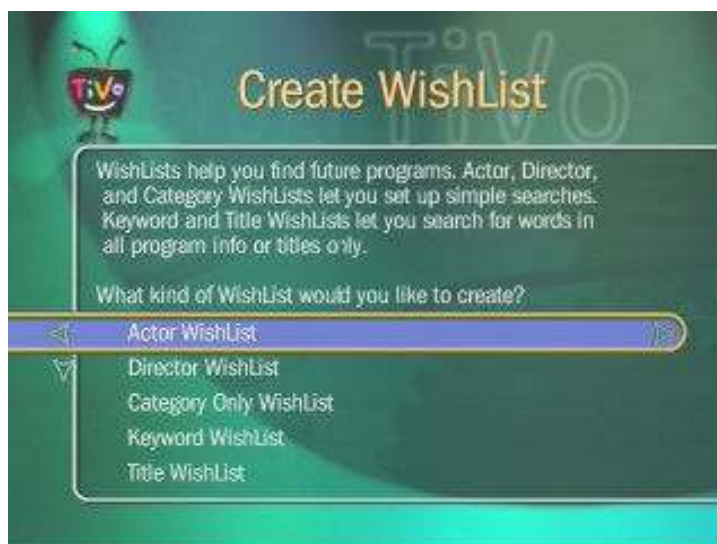 TiVo
TiVo
Create WishList
WishLists help you find future programs. Actor, Director,
and Category WishLists let you set up simple searches.
Keyword and Title WishLists let you search for words in
all program info or titles only.
What kind of WishList would you like to create?
Actor WishList
Director WishList
Category Only WishList
Keyword WishList
Title WishList